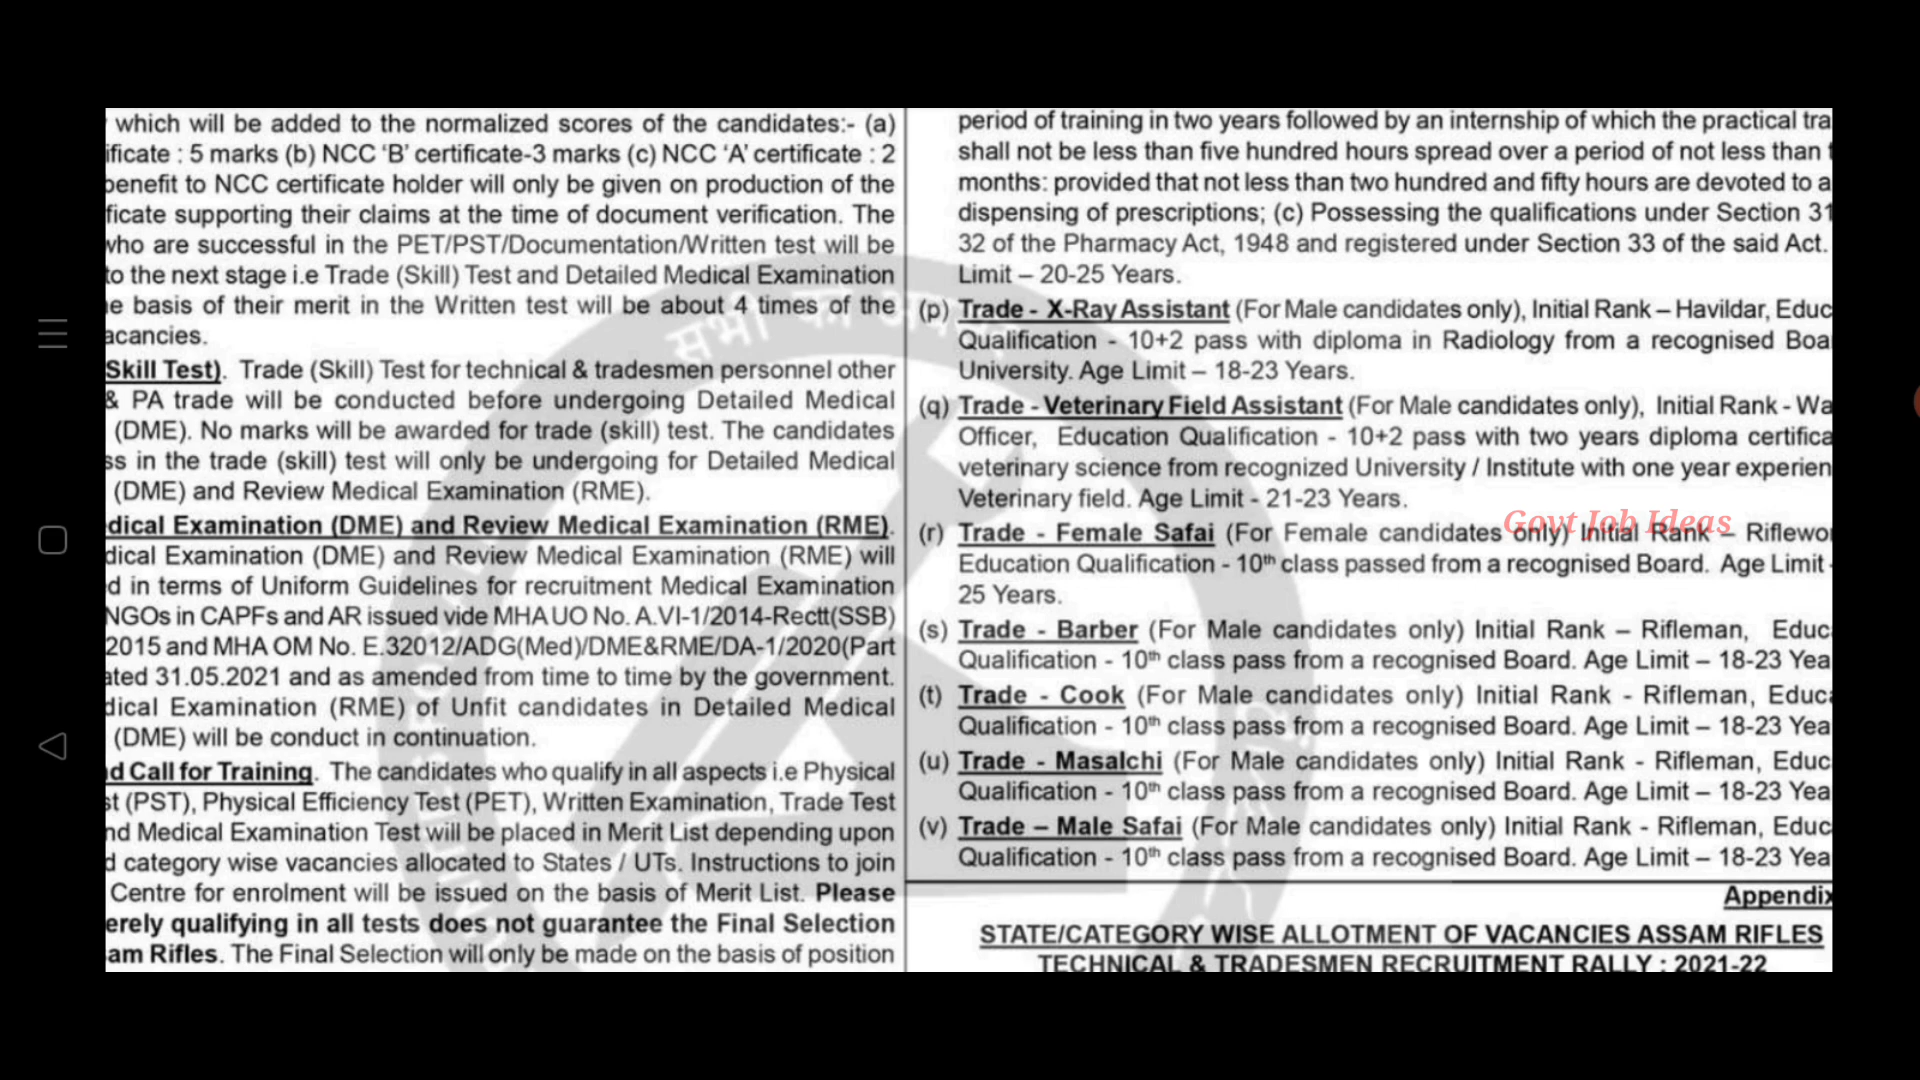 which will be added to the normalized scores of the candidates:- (a)
ificate : 5 marks (b) NCC ‘B’ certificate-3 marks (c) NCC ‘A’ certificate : 2
benefit to NCC certificate holder will only be given on production of the
ficate supporting their claims at the time of document verification. The
who are successful in the PET/PST/Documentation/Written test will be
to the next stage i.e Trade (Skill) Test and Detailed Medical Examination
e basis of their merit in the Written test will be about 4 times of the
acancies.
Skill Test). Trade (Skill) Test for technical & tradesmen personnel other
& PA trade will be conducted before undergoing Detailed Medical
(DME). No marks will be awarded for trade (skill) test. The candidates
ss in the trade (skill) test will only be undergoing for Detailed Medical
(DME) and Review Medical Examination (RME).
dical Examination (DME) and Review Medical Examination (RME).
dical Examination (DME) and Review Medical Examination (RME) will
d in terms of Uniform Guidelines for recruitment Medical Examination
NGOs in CAPFs and AR issued vide MHA UO No. A.VI-1/2014-Rectt(SSB)
2015 and MHA OM No. E.32012/ADG(Med)/DME&RME/DA-1/2020(Part
ated 31.05.2021 and as amended from time to time by the government.
dical Examination (RME) of Unfit candidates in Detailed Medical
(DME) will be conduct in continuation.
d Call for Training. The candidates who qualify in all aspects i.e Physical
st (PST), Physical Efficiency Test (PET), Written Examination, Trade Test
nd Medical Examination Test will be placed in Merit List depending upon
d category wise vacancies allocated to States / UTs. Instructions to join
Centre for enrolment will be issued on the basis of Merit List. Please
erely qualifying in all tests does not guarantee the Final Selection
am Rifles. The Final Selection will only be made on the basis of position
period of training in two years followed by an internship of which the practical tra
shall not be less than five hundred hours spread over a period of not less than
months: provided that not less than two hundred and fifty hours are devoted to a
dispensing of prescriptions; (c) Possessing the qualifications under Section 31
32 of the Pharmacy Act, 1948 and registered under Section 33 of the said Act.
Limit – 20-25 Years.
(p) Trade - X-Ray Assistant (For Male candidates only), Initial Rank – Havildar, Educ
Qualification - 10+2 pass with diploma in Radiology from a recognised Boa
University. Age Limit – 18-23 Years.
(q) Trade - Veterinary Field Assistant (For Male candidates only), Initial Rank - Wa
Officer, Education Qualification - 10+2 pass with two years diploma certifica
veterinary science from recognized University / Institute with one year experien
Veterinary field. Age Limit - 21-23 Years.
Govt Job Ideas
(r) Trade - Female Safai (For Female candidates only) Initial Rank – Riflewo
Education Qualification - 10th class passed from a recognised Board. Age Limit -
25 Years.
(s) Trade - Barber (For Male candidates only) Initial Rank – Rifleman, Educ
Qualification - 10th class pass from a recognised Board. Age Limit – 18-23 Yea
(t) Trade - Cook (For Male candidates only) Initial Rank - Rifleman, Educ
Qualification - 10th class pass from a recognised Board. Age Limit – 18-23 Yea
(u) Trade - Masalchi (For Male candidates only) Initial Rank - Rifleman, Educ
Qualification - 10th class pass from a recognised Board. Age Limit – 18-23 Yea
(v) Trade – Male Safai (For Male candidates only) Initial Rank - Rifleman, Educ
Qualification - 10th class pass from a recognised Board. Age Limit – 18-23 Yea
Appendix
STATE/CATEGORY WISE ALLOTMENT OF VACANCIES ASSAM RIFLES
TECHNICAL & TRADESMEN RECRUITMENT RALLY : 2021-22
सभी का